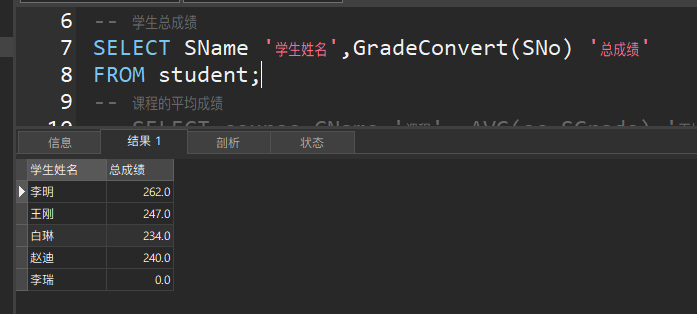 6 -- 学生总成绩
7 SELECT SName '学生姓名',GradeConvert(SNo) '总成绩'
8 FROM student;
9 -- 课程的平均成绩
信息 结果 1 剖析 状态
学生姓名 总成绩
李明 262.0
王刚 247.0
白琳 234.0
赵迪 240.0
李瑞 0.0